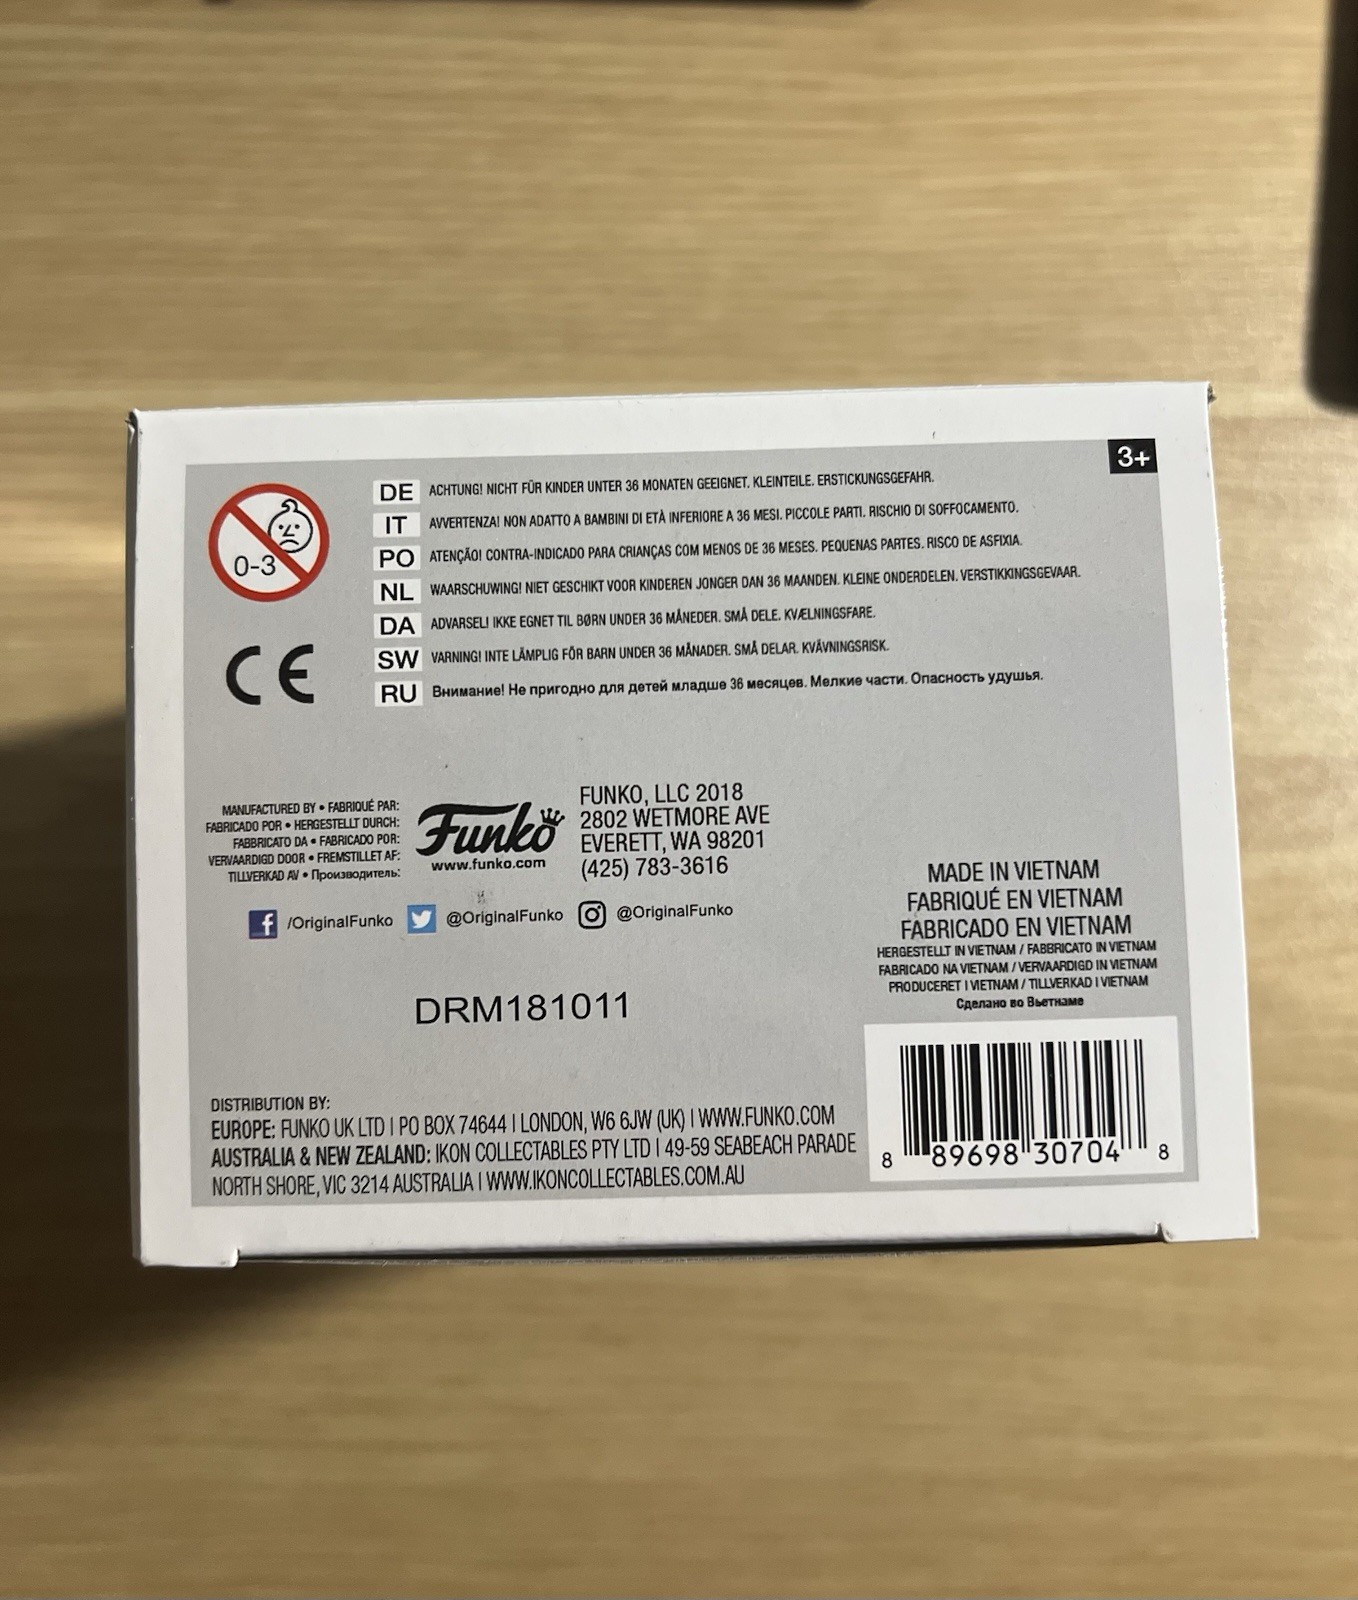 3+
0-3
DE ACHTUNG! NICHT FÜR KINDER UNTER 36 MONATEN GEEIGNET. KLEINTEILE. ERSTICKUNGSGEFAHR.
IT AVVERTENZA! NON ADATTO A BAMBINI DI ETÀ INFERIORE A 36 MESI. PICCOLE PARTI. RISCHIO DI SOFFOCAMENTO.
PO ATENÇÃO! CONTRA-INDICADO PARA CRIANÇAS COM MENOS DE 36 MESES. PEQUENAS PARTES. RISCO DE ASFIXIA.
NL WAARSCHUWING! NIET GESCHIKT VOOR KINDEREN JONGER DAN 36 MAANDEN. KLEINE ONDERDELEN. VERSTIKKINGSGEVAAR.
DA ADVARSEL! IKKE EGNET TIL BØRN UNDER 36 MÅNEDER. SMÅ DELE. KVÆLNINGSFARE.
SW VARNING! INTE LÄMPLIG FÖR BARN UNDER 36 MÅNADER. SMÅ DELAR. KVÄVNINGSRISK.
RU Внимание! Не пригодно для детей младше 36 месяцев. Мелкие части. Опасность удушья.
CE
MANUFACTURED BY • FABRIQUÉ PAR:
FABRICADO POR • HERGESTELLT DURCH:
FABBRICATO DA • FABRICADO POR:
VERVAARDIGD DOOR • FREMSTILLET AF:
TILLVERKAD AV • Производитель:
Funko
www.funko.com
FUNKO, LLC 2018
2802 WETMORE AVE
EVERETT, WA 98201
(425) 783-3616
f /OriginalFunko @OriginalFunko @OriginalFunko
DRM181011
MADE IN VIETNAM
FABRIQUÉ EN VIETNAM
FABRICADO EN VIETNAM
HERGESTELLT IN VIETNAM / FABBRICATO IN VIETNAM
FABRICADO NA VIETNAM / VERVAARDIGD IN VIETNAM
PRODUCERET I VIETNAM / TILLVERKAD I VIETNAM
Сделано во Вьетнаме
DISTRIBUTION BY:
EUROPE: FUNKO UK LTD | PO BOX 74644 | LONDON, W6 6JW (UK) | WWW.FUNKO.COM
AUSTRALIA & NEW ZEALAND: IKON COLLECTABLES PTY LTD | 49-59 SEABEACH PARADE
NORTH SHORE, VIC 3214 AUSTRALIA | WWW.IKONCOLLECTABLES.COM.AU
8 89698 30704 8